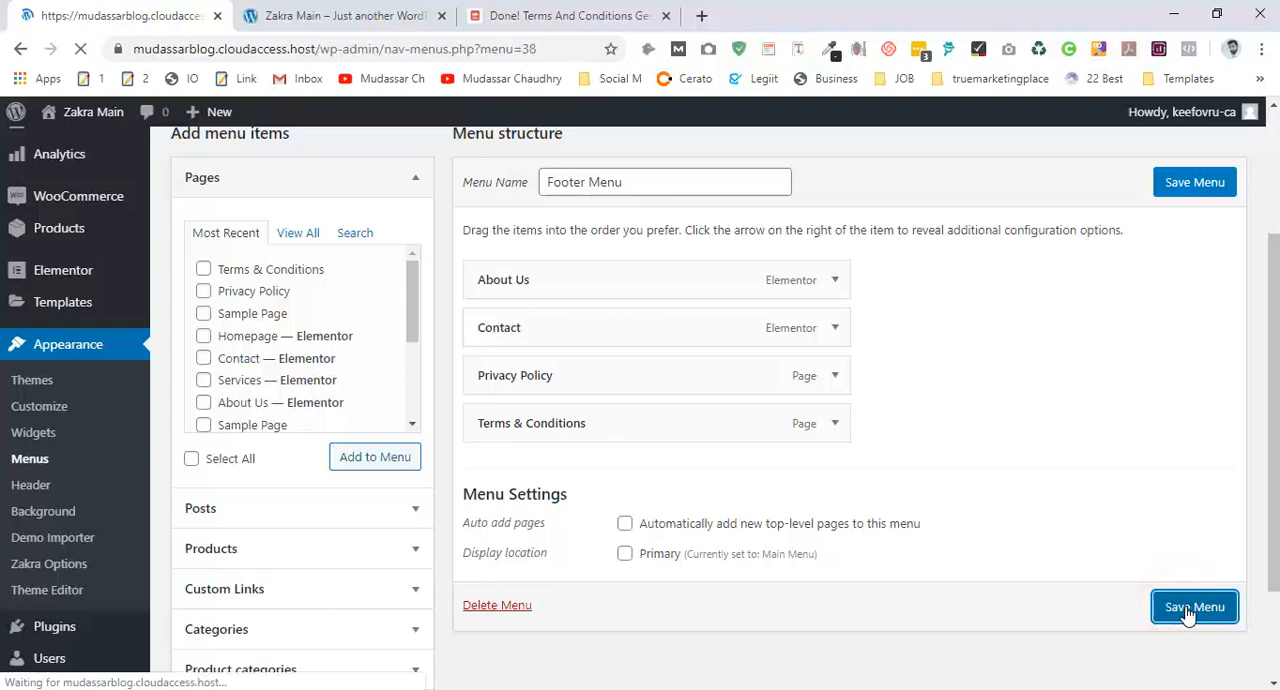 https://mudassarblog.cloudacces
Zakra Main – Just another WordP
Done! Terms And Conditions Ger
mudassarblog.cloudaccess.host/wp-admin/nav-menus.php?menu=38
Apps
1
2
IO
Link
Inbox
Mudassar Ch
Mudassar Chaudhry
Social M
Cerato
Legiit
Business
JOB
truemarketingplace
22 Best
Templates
Zakra Main
0
New
Howdy, keefovru-ca
Analytics
WooCommerce
Products
Elementor
Templates
Appearance
Themes
Customize
Widgets
Menus
Header
Background
Demo Importer
Zakra Options
Theme Editor
Plugins
Users
Add menu items
Pages
Most Recent
View All
Search
Terms & Conditions
Privacy Policy
Sample Page
Homepage — Elementor
Contact — Elementor
Services — Elementor
About Us — Elementor
Sample Page
Select All
Add to Menu
Posts
Products
Custom Links
Categories
Product categories
Menu structure
Menu Name
Footer Menu
Save Menu
Drag the items into the order you prefer. Click the arrow on the right of the item to reveal additional configuration options.
About Us Elementor
Contact Elementor
Privacy Policy Page
Terms & Conditions Page
Menu Settings
Auto add pages
Automatically add new top-level pages to this menu
Display location
Primary (Currently set to: Main Menu)
Delete Menu
Save Menu
Waiting for mudassarblog.cloudaccess.host...